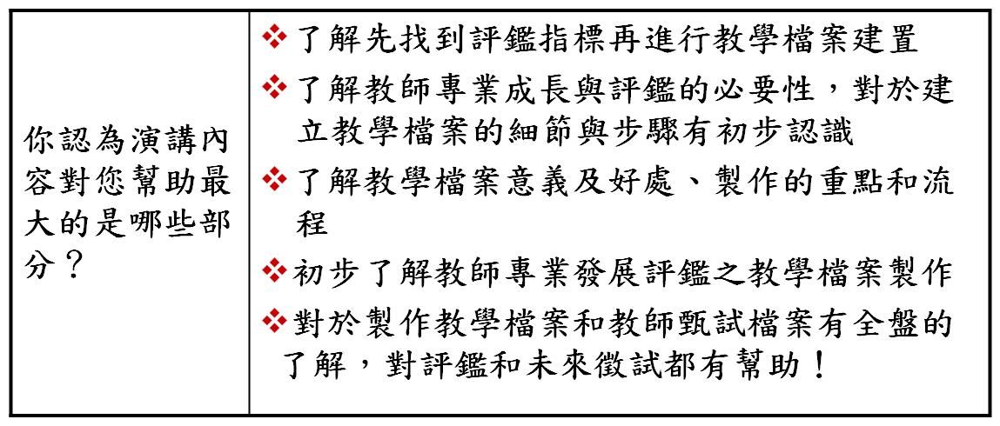 你認為演講內
容對您幫助最
大的是哪些部
分？
❖了解先找到評鑑指標再進行教學檔案建置
❖了解教師專業成長與評鑑的必要性，對於建
立教學檔案的細節與步驟有初步認識
❖了解教學檔案意義及好處、製作的重點和流
程
❖初步了解教師專業發展評鑑之教學檔案製作
❖對於製作教學檔案和教師甄試檔案有全盤的
了解，對評鑑和未來徵試都有幫助！